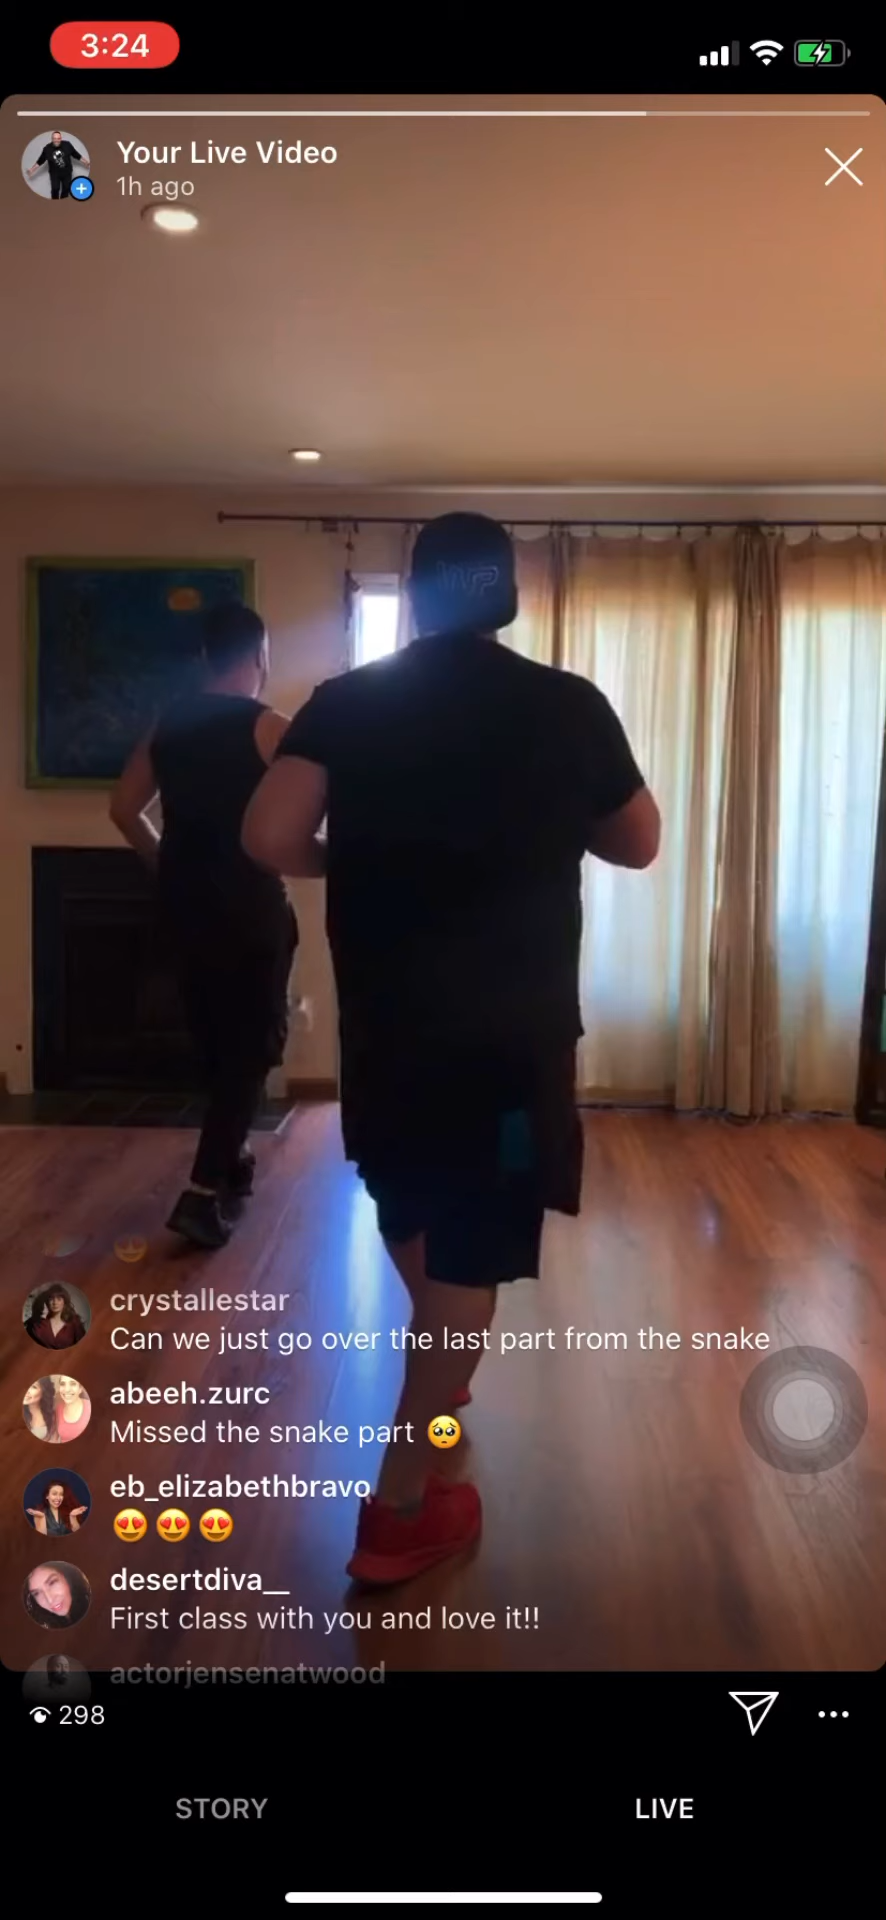 3:24
Your Live Video
1h ago
WP
crystallestar
Can we just go over the last part from the snake
abeeh.zurc
Missed the snake part 🥺
eb_elizabethbravo
😍😍😍
desertdiva__
First class with you and love it!!
actorjensenatwood
298
STORY
LIVE